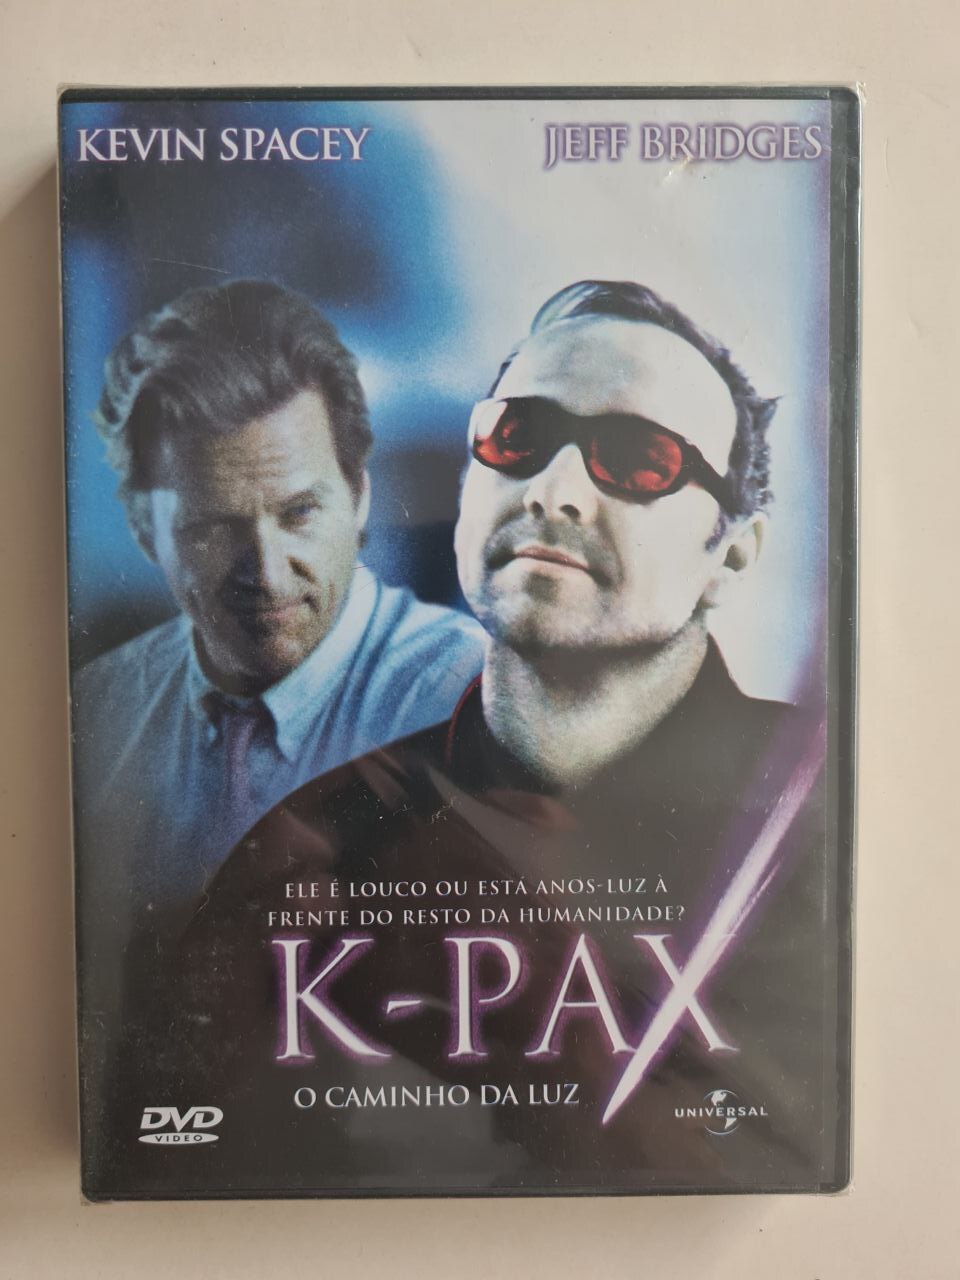 KEVIN SPACEY
JEFF BRIDGES
ELE É LOUCO OU ESTÁ ANOS-LUZ À
FRENTE DO RESTO DA HUMANIDADE?
K-PAX
O CAMINHO DA LUZ
DVD
VIDEO
UNIVERSAL